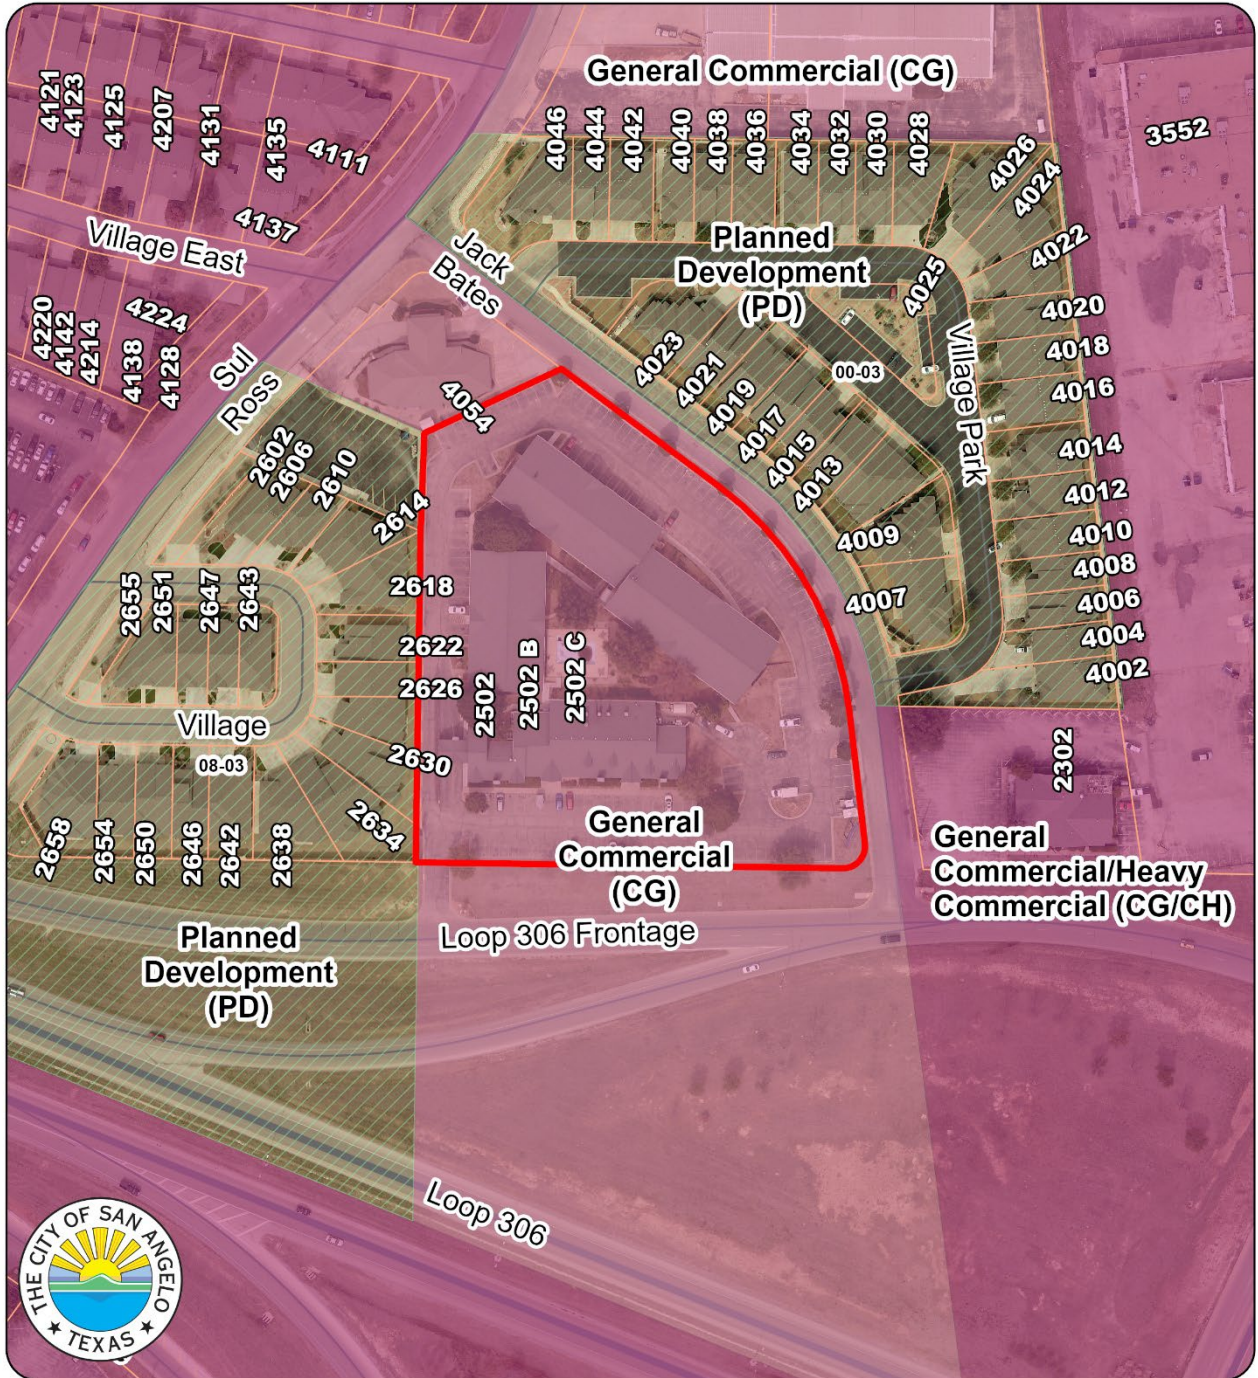 General Commercial (CG)
4121
4123
4125
4207
4131
4135
4111
4137
Village East
4220
4142
4214
4138
4224
4128
Sul
Ross
Jack
Bates
4046
4044
4042
4040
4038
4036
4034
4032
4030
4028
4026
4024
4022
4020
4018
4016
4014
4012
4010
4008
4006
4004
4002
3552
Planned
Development
(PD)
00-03
4025
Village Park
4023
4021
4019
4017
4015
4013
4009
4007
4054
2602
2606
2610
2614
2618
2622
2626
2630
2634
2655
2651
2647
2643
Village
08-03
2658
2654
2650
2646
2642
2638
2502
2502 B
2502 C
2302
General
Commercial
(CG)
General
Commercial/Heavy
Commercial (CG/CH)
Planned
Development
(PD)
Loop 306 Frontage
Loop 306
THE CITY OF SAN ANGELO
★ TEXAS ★